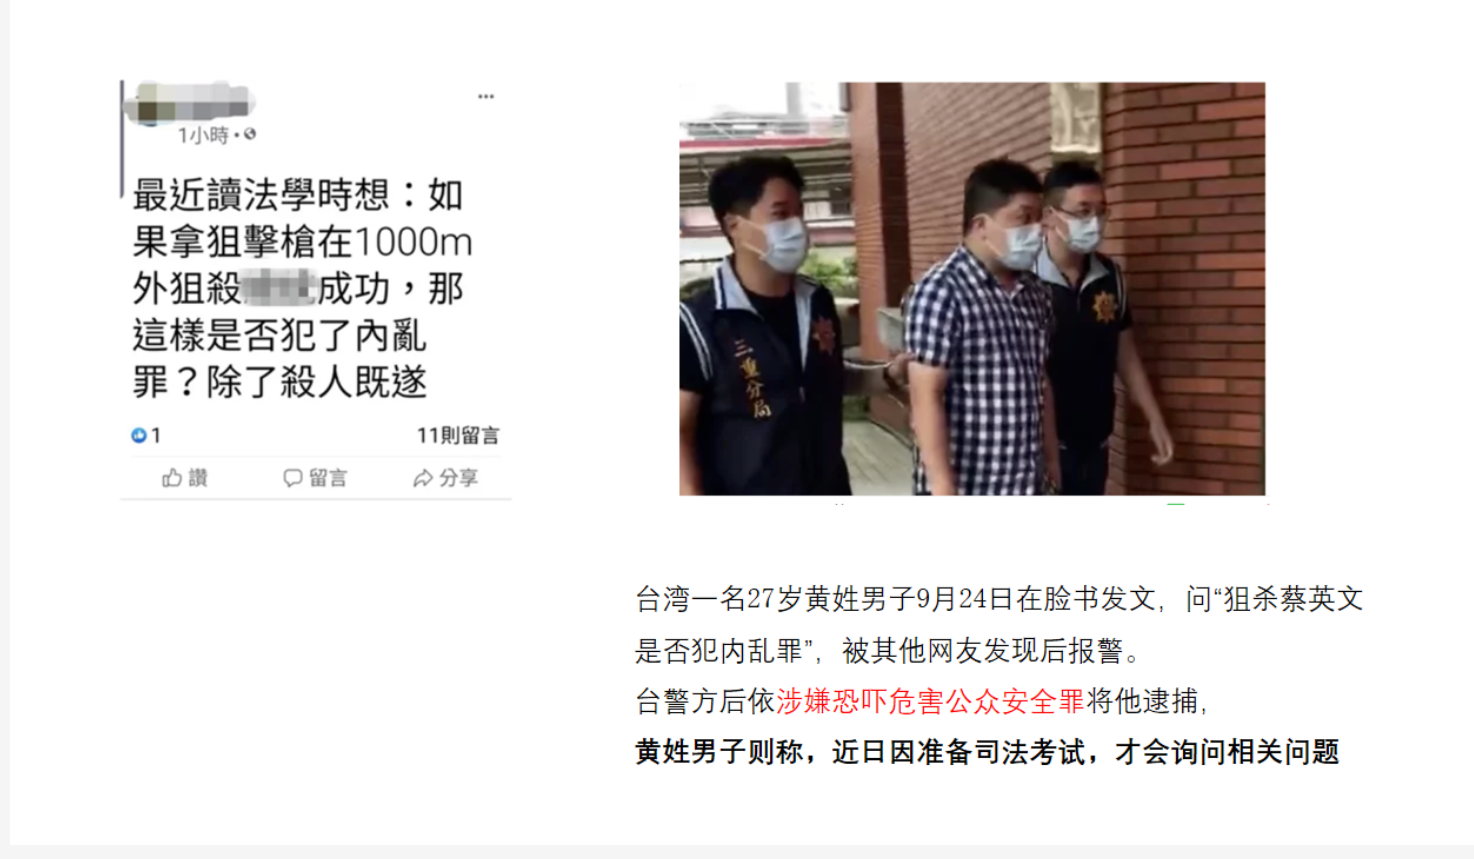 1小時
最近讀法學時想：如
果拿狙擊槍在1000m
外狙殺成功，那
這樣是否犯了內亂
罪？除了殺人既遂
1
11則留言
讚
留言
分享
三重分局
台湾一名27岁黄姓男子9月24日在脸书发文，问“狙杀蔡英文
是否犯内乱罪”，被其他网友发现后报警。
台警方后依涉嫌恐吓危害公众安全罪将他逮捕，
黄姓男子则称，近日因准备司法考试，才会询问相关问题